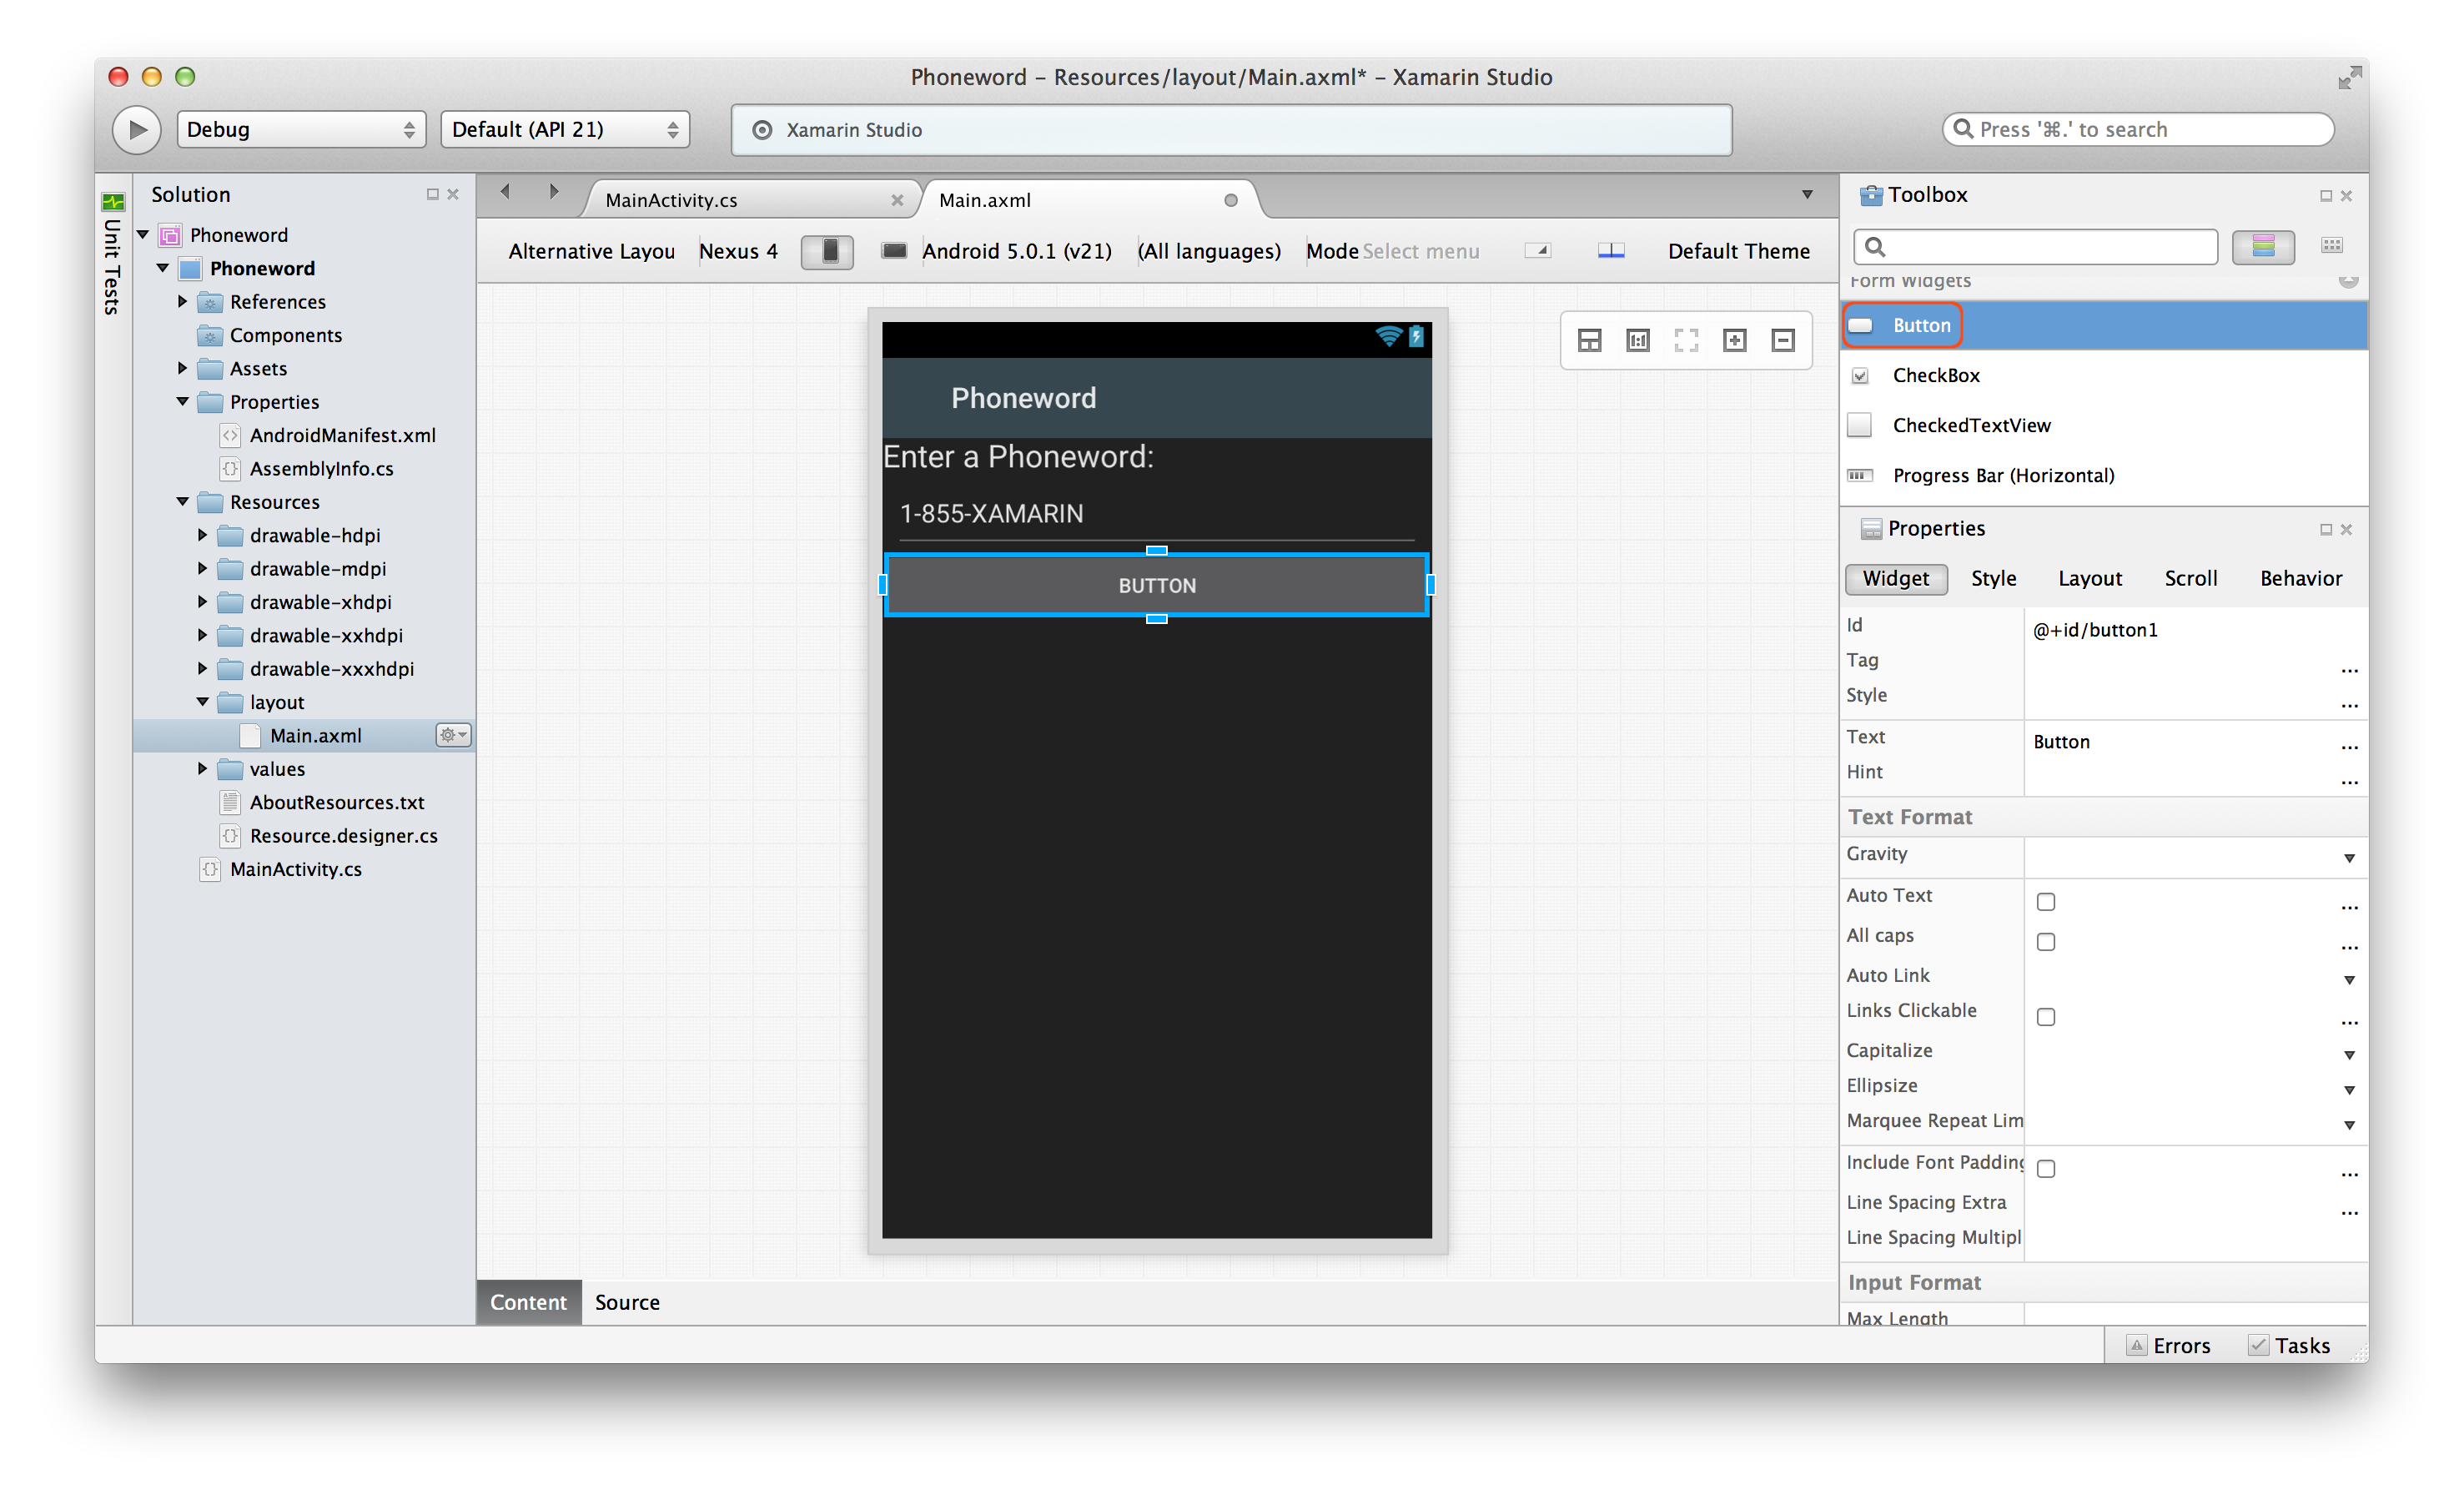 Phoneword – Resources/layout/Main.axml* – Xamarin Studio
Debug
Default (API 21)
Xamarin Studio
Press '⌘.' to search
Unit Tests
Solution
Phoneword
Phoneword
References
Components
Assets
Properties
AndroidManifest.xml
AssemblyInfo.cs
Resources
drawable-hdpi
drawable-mdpi
drawable-xhdpi
drawable-xxhdpi
drawable-xxxhdpi
layout
Main.axml
values
AboutResources.txt
Resource.designer.cs
MainActivity.cs
MainActivity.cs
Main.axml
Alternative Layou
Nexus 4
Android 5.0.1 (v21)
(All languages)
Mode Select menu
Default Theme
Phoneword
Enter a Phoneword:
1-855-XAMARIN
BUTTON
Content
Source
Toolbox
Form Widgets
Button
CheckBox
CheckedTextView
Progress Bar (Horizontal)
Properties
Widget
Style
Layout
Scroll
Behavior
Id @+id/button1
Tag ...
Style ...
Text Button ...
Hint ...
Text Format
Gravity
Auto Text ...
All caps ...
Auto Link
Links Clickable ...
Capitalize
Ellipsize
Marquee Repeat Lim
Include Font Padding ...
Line Spacing Extra ...
Line Spacing Multipl
Input Format
Max Length
Errors
Tasks